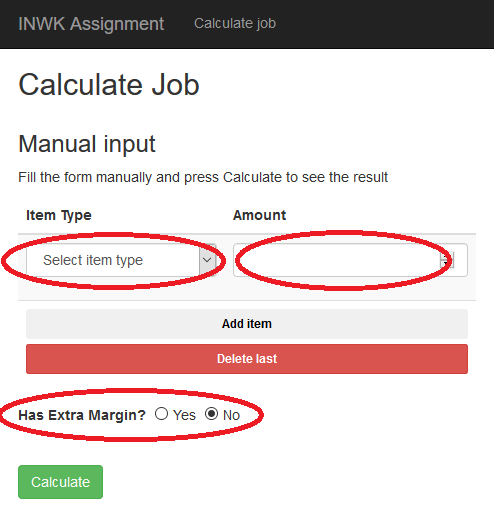 INWK Assignment Calculate job
Calculate Job
Manual input
Fill the form manually and press Calculate to see the result
Item Type Amount
Select item type
Add item
Delete last
Has Extra Margin? Yes No
Calculate